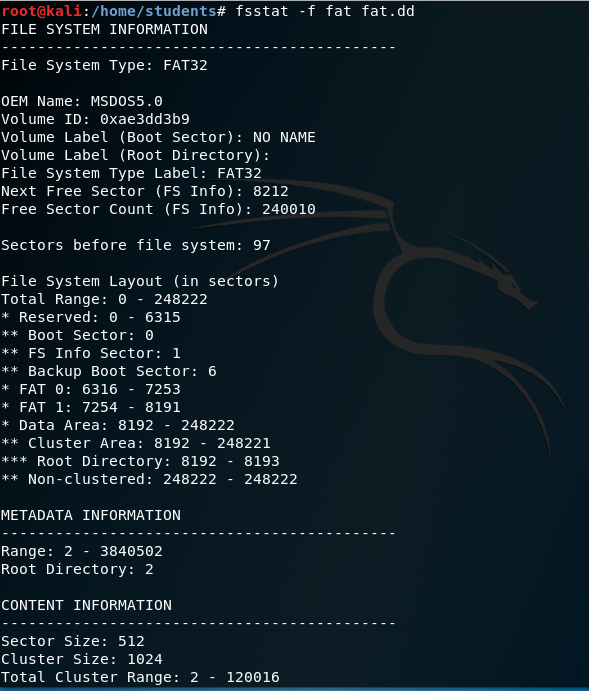 root@kali:/home/students# fsstat -f fat fat.dd
FILE SYSTEM INFORMATION
--------------------------------------------
File System Type: FAT32
OEM Name: MSDOS5.0
Volume ID: 0xae3dd3b9
Volume Label (Boot Sector): NO NAME
Volume Label (Root Directory):
File System Type Label: FAT32
Next Free Sector (FS Info): 8212
Free Sector Count (FS Info): 240010
Sectors before file system: 97
File System Layout (in sectors)
Total Range: 0 - 248222
* Reserved: 0 - 6315
** Boot Sector: 0
** FS Info Sector: 1
** Backup Boot Sector: 6
* FAT 0: 6316 - 7253
* FAT 1: 7254 - 8191
* Data Area: 8192 - 248222
** Cluster Area: 8192 - 248221
*** Root Directory: 8192 - 8193
** Non-clustered: 248222 - 248222
METADATA INFORMATION
--------------------------------------------
Range: 2 - 3840502
Root Directory: 2
CONTENT INFORMATION
--------------------------------------------
Sector Size: 512
Cluster Size: 1024
Total Cluster Range: 2 - 120016